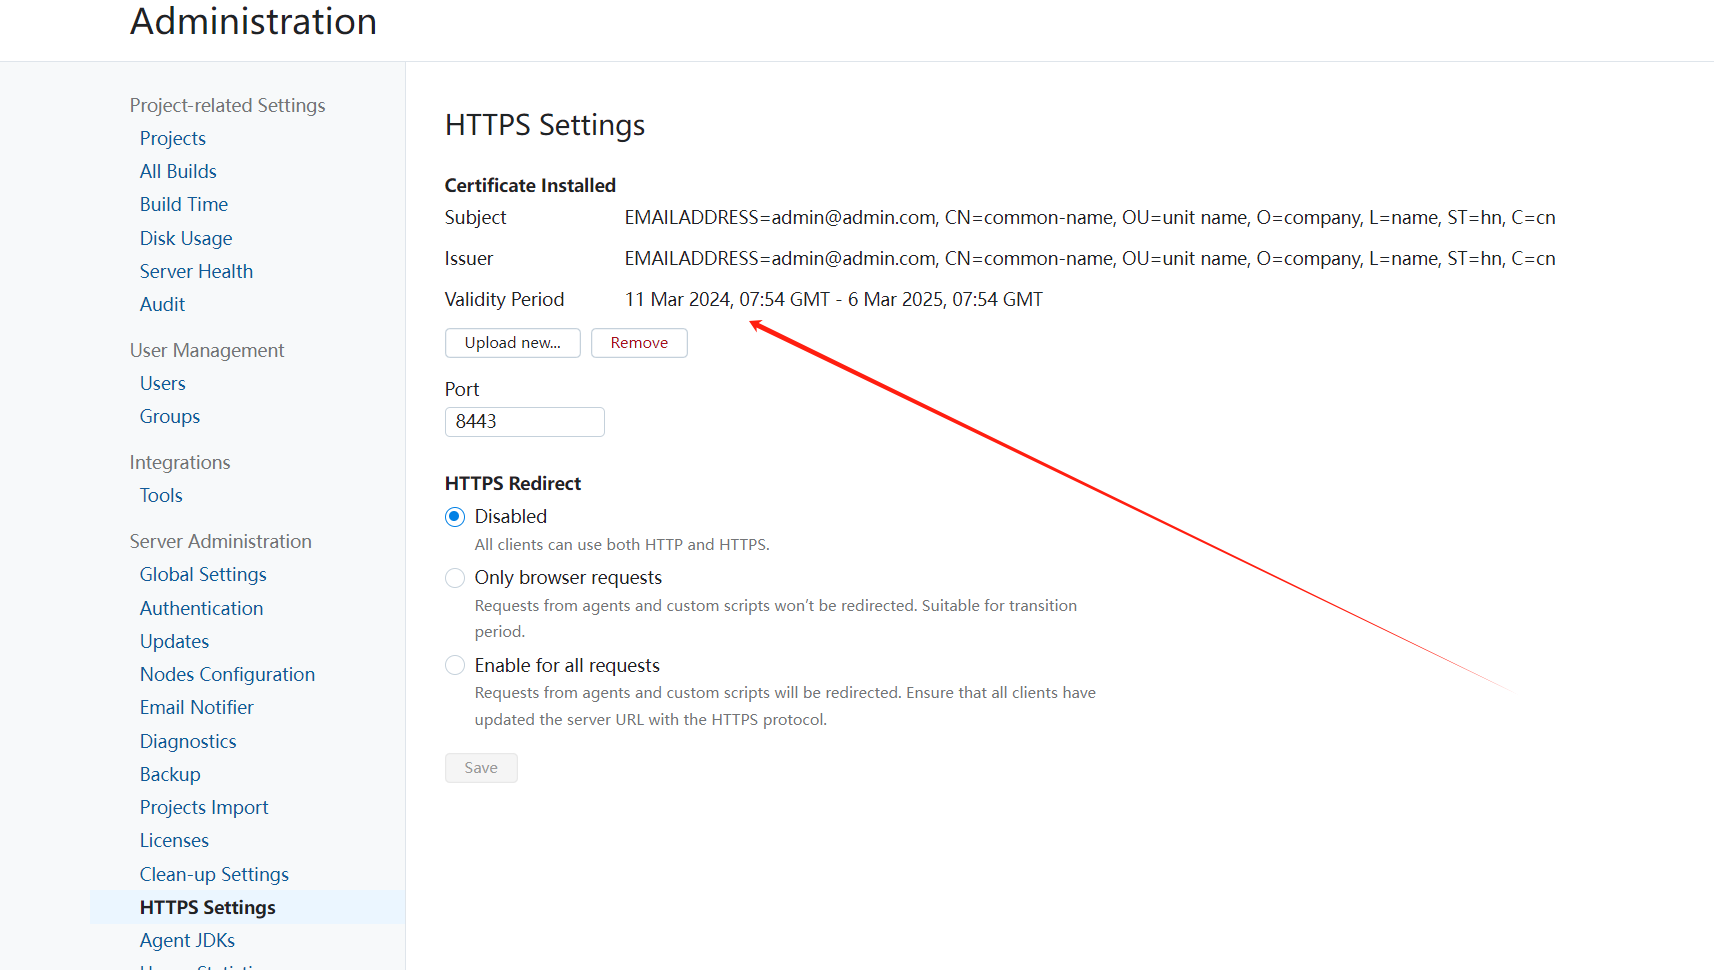 Administration
Project-related Settings
Projects
All Builds
Build Time
Disk Usage
Server Health
Audit
User Management
Users
Groups
Integrations
Tools
Server Administration
Global Settings
Authentication
Updates
Nodes Configuration
Email Notifier
Diagnostics
Backup
Projects Import
Licenses
Clean-up Settings
HTTPS Settings
Agent JDKs
HTTPS Settings
Certificate Installed
Subject EMAILADDRESS=admin@admin.com, CN=common-name, OU=unit name, O=company, L=name, ST=hn, C=cn
Issuer EMAILADDRESS=admin@admin.com, CN=common-name, OU=unit name, O=company, L=name, ST=hn, C=cn
Validity Period 11 Mar 2024, 07:54 GMT - 6 Mar 2025, 07:54 GMT
Upload new... Remove
Port
8443
HTTPS Redirect
Disabled
All clients can use both HTTP and HTTPS.
Only browser requests
Requests from agents and custom scripts won’t be redirected. Suitable for transition
period.
Enable for all requests
Requests from agents and custom scripts will be redirected. Ensure that all clients have
updated the server URL with the HTTPS protocol.
Save